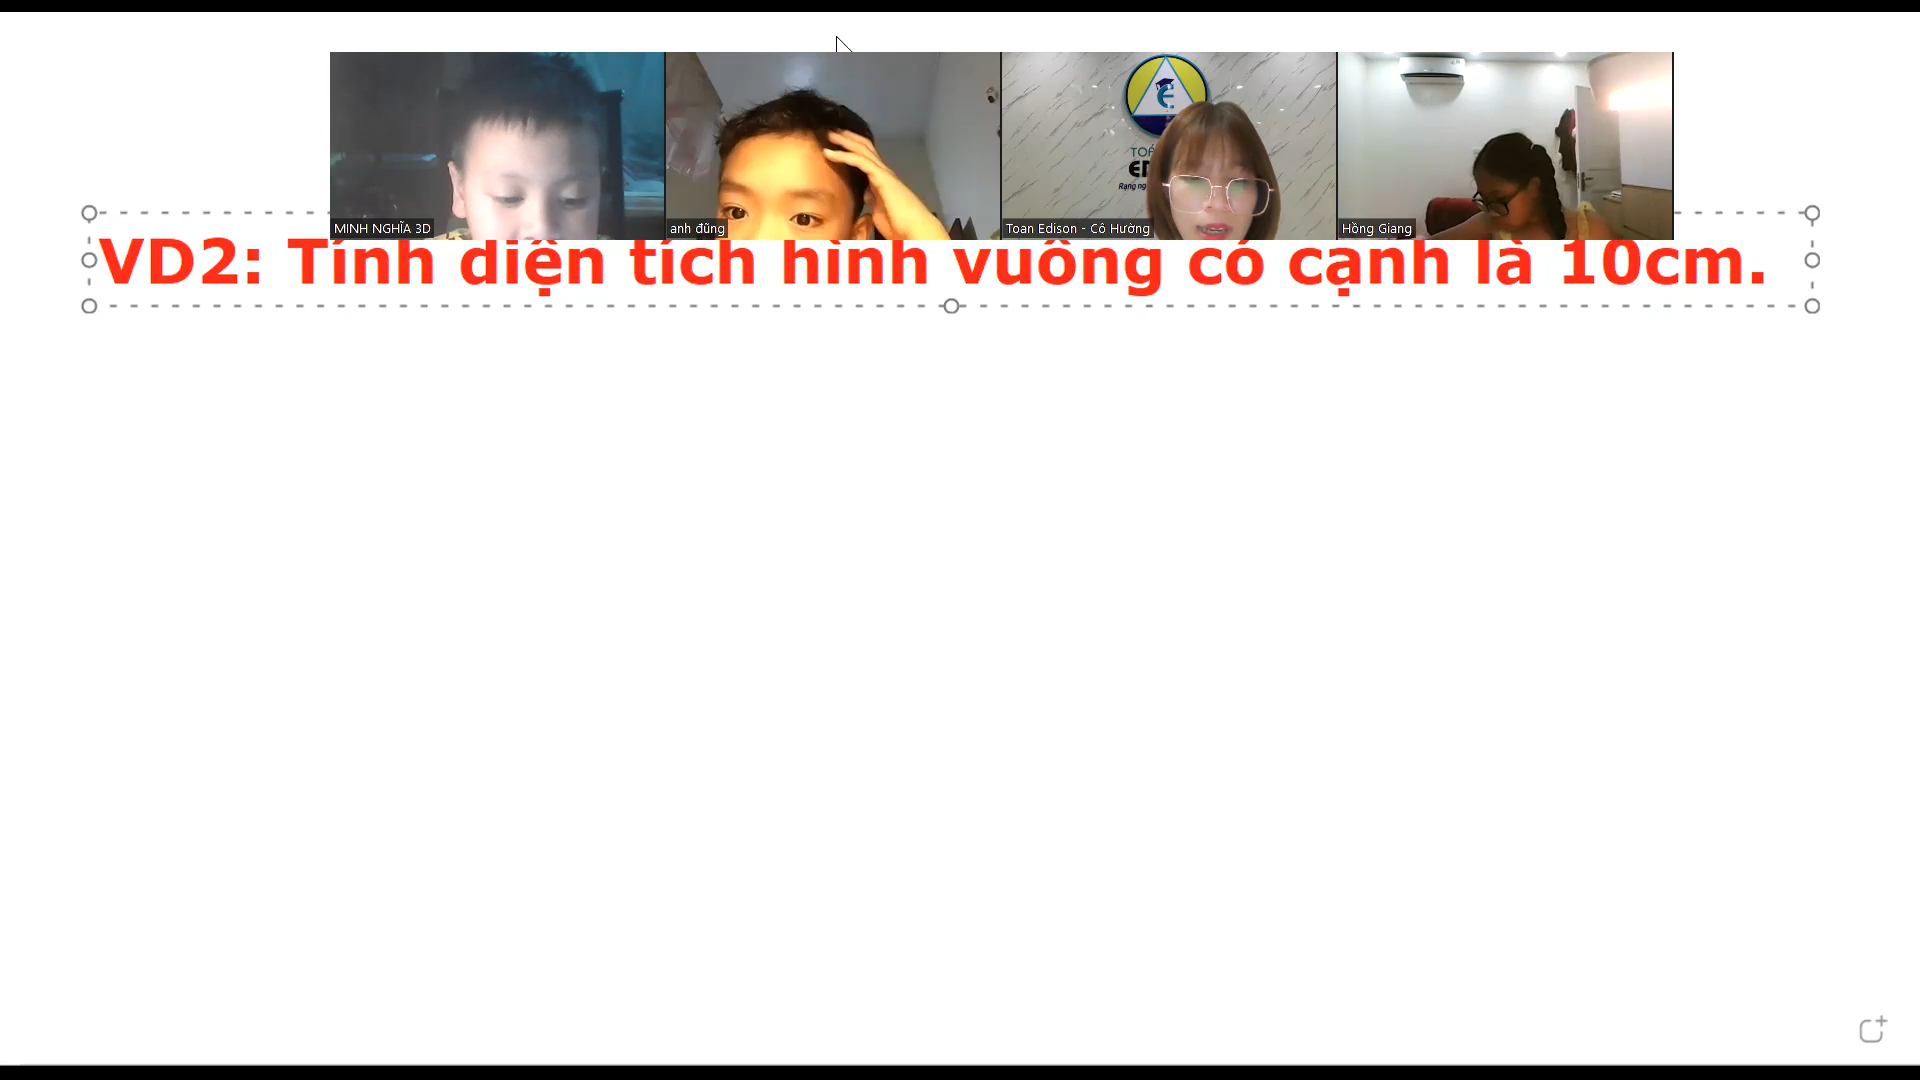 MINH NGHĨA 3D
anh đũng
Toan Edison - Cô Hường
Hồng Giang
VD2: Tính diện tích hình vuông có cạnh là 10cm.